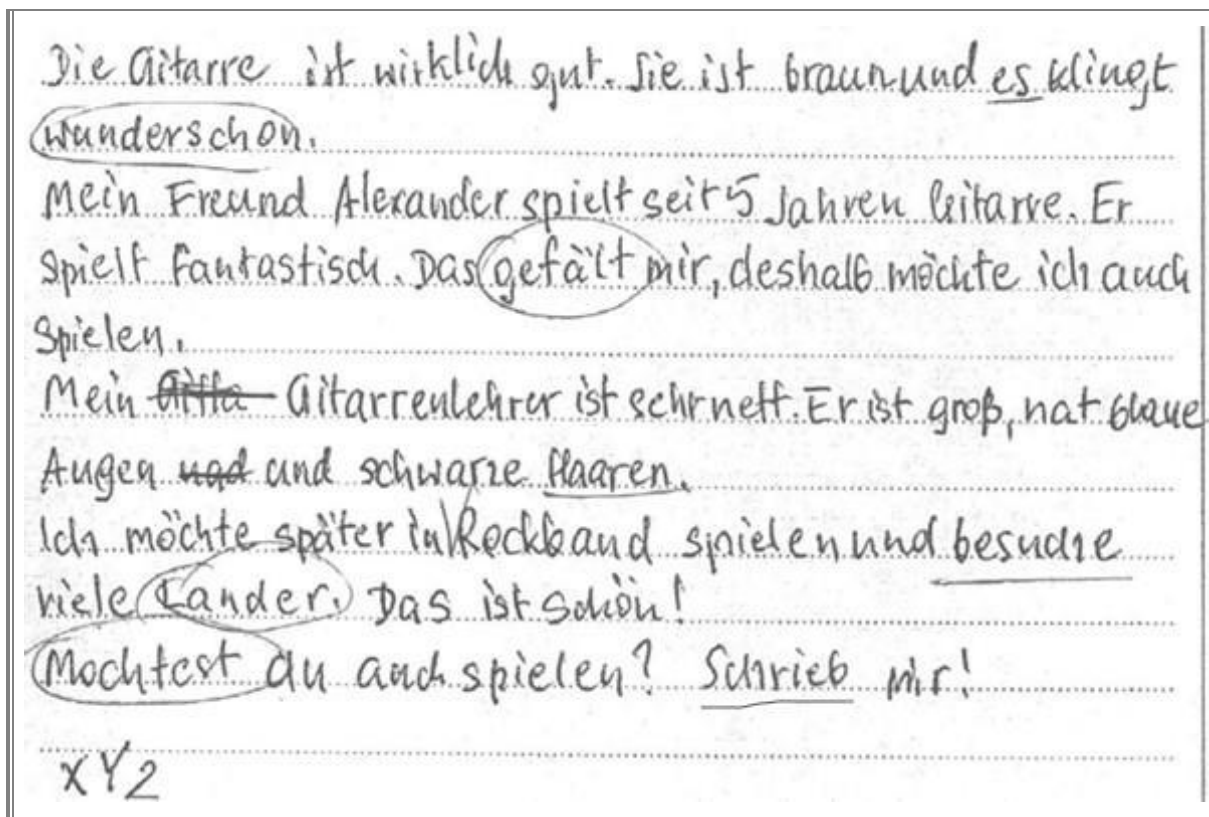 Die Gitarre ist wirklich gut. Sie ist braun und es klingt
wunderschon.
Mein Freund Alexander spielt seit 5 Jahren Gitarre. Er
spielt fantastisch. Das gefält mir, deshalb möchte ich auch
spielen.
Mein Gitta Gitarrenlehrer ist sehr nett. Er ist groß, hat blaue
Augen und und schwarze Haaren.
Ich möchte später in Rockband spielen und besuche
viele Lander. Das ist schön!
Mochtest du auch spielen? Schrieb mir!
XYZ